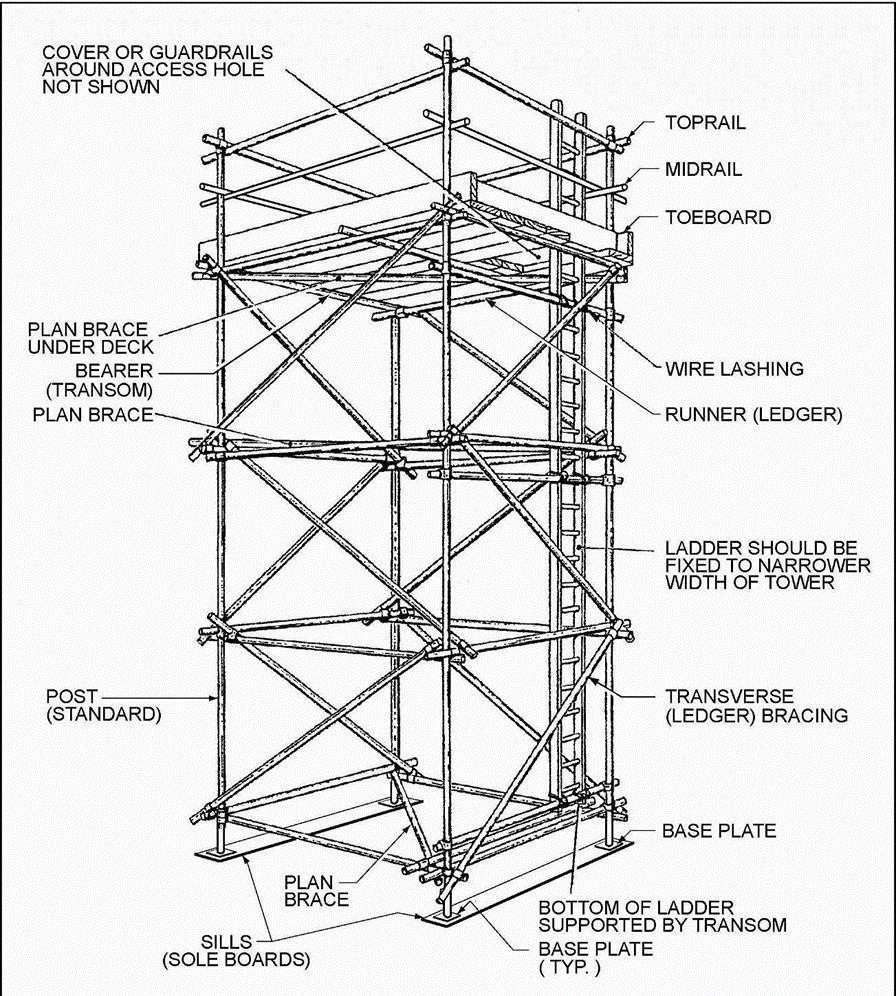 COVER OR GUARDRAILS
AROUND ACCESS HOLE
NOT SHOWN
TOPRAIL
MIDRAIL
TOEBOARD
PLAN BRACE
UNDER DECK
BEARER
(TRANSOM)
PLAN BRACE
WIRE LASHING
RUNNER (LEDGER)
LADDER SHOULD BE
FIXED TO NARROWER
WIDTH OF TOWER
POST
(STANDARD)
TRANSVERSE
(LEDGER) BRACING
BASE PLATE
PLAN
BRACE
BOTTOM OF LADDER
SUPPORTED BY TRANSOM
SILLS
(SOLE BOARDS)
BASE PLATE
( TYP. )